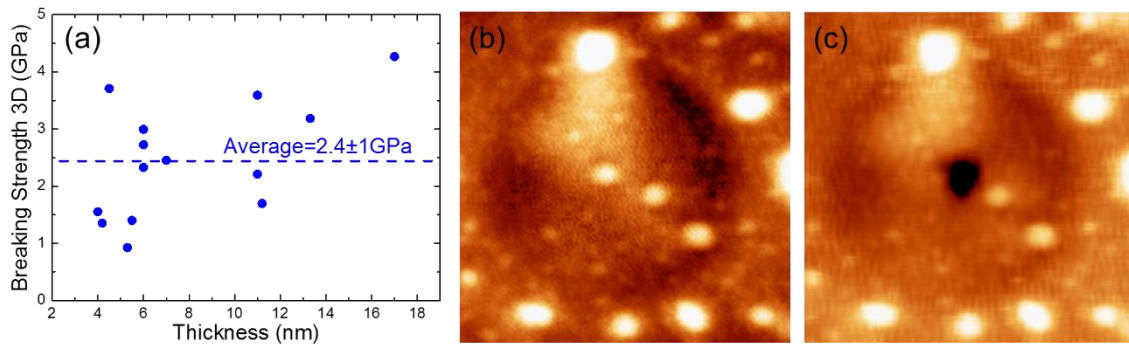 (a)
Breaking Strength 3D (GPa)
5
4
3
2
1
0
Average=2.4±1GPa
2 4 6 8 10 12 14 16 18
Thickness (nm)
(b)
(c)